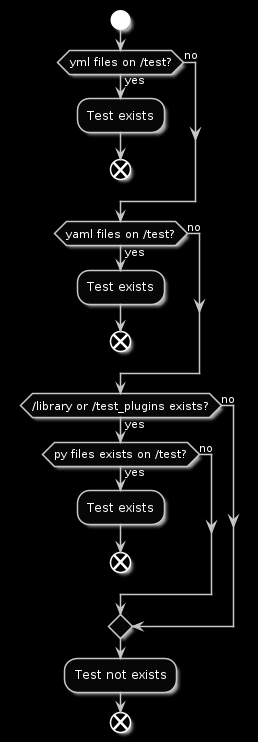 yml files on /test?
no
yes
Test exists
yaml files on /test?
no
yes
Test exists
/library or /test_plugins exists?
no
yes
py files exists on /test?
no
yes
Test exists
Test not exists